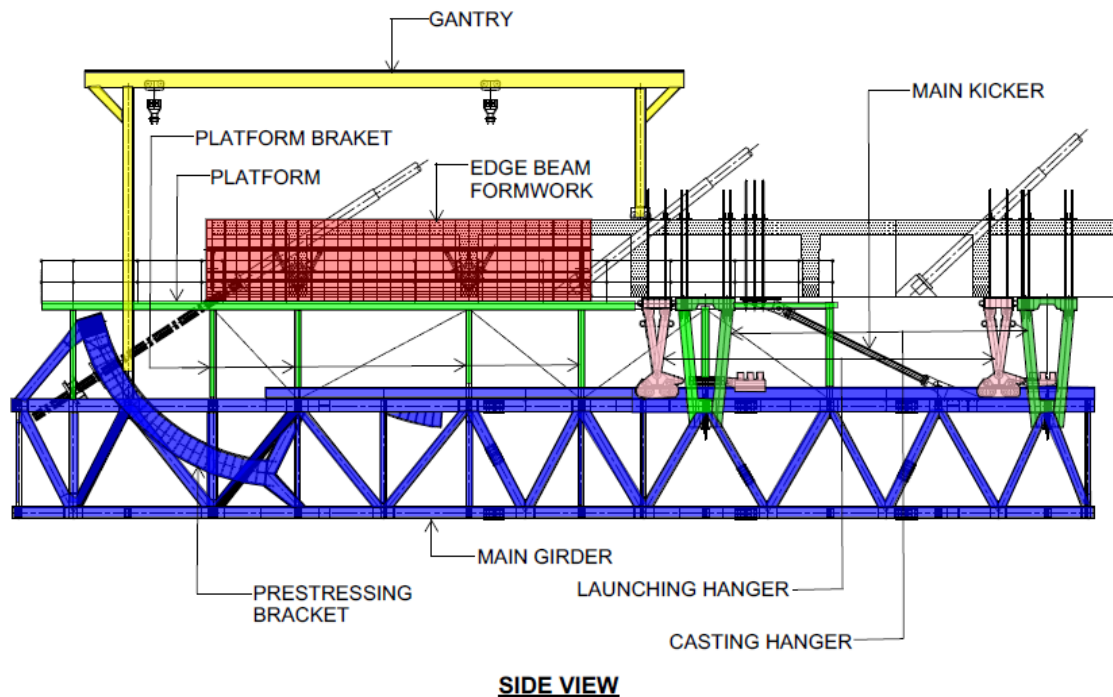 GANTRY
MAIN KICKER
PLATFORM BRAKET
EDGE BEAM
FORMWORK
PLATFORM
MAIN GIRDER
LAUNCHING HANGER
PRESTRESSING
BRACKET
CASTING HANGER
SIDE VIEW